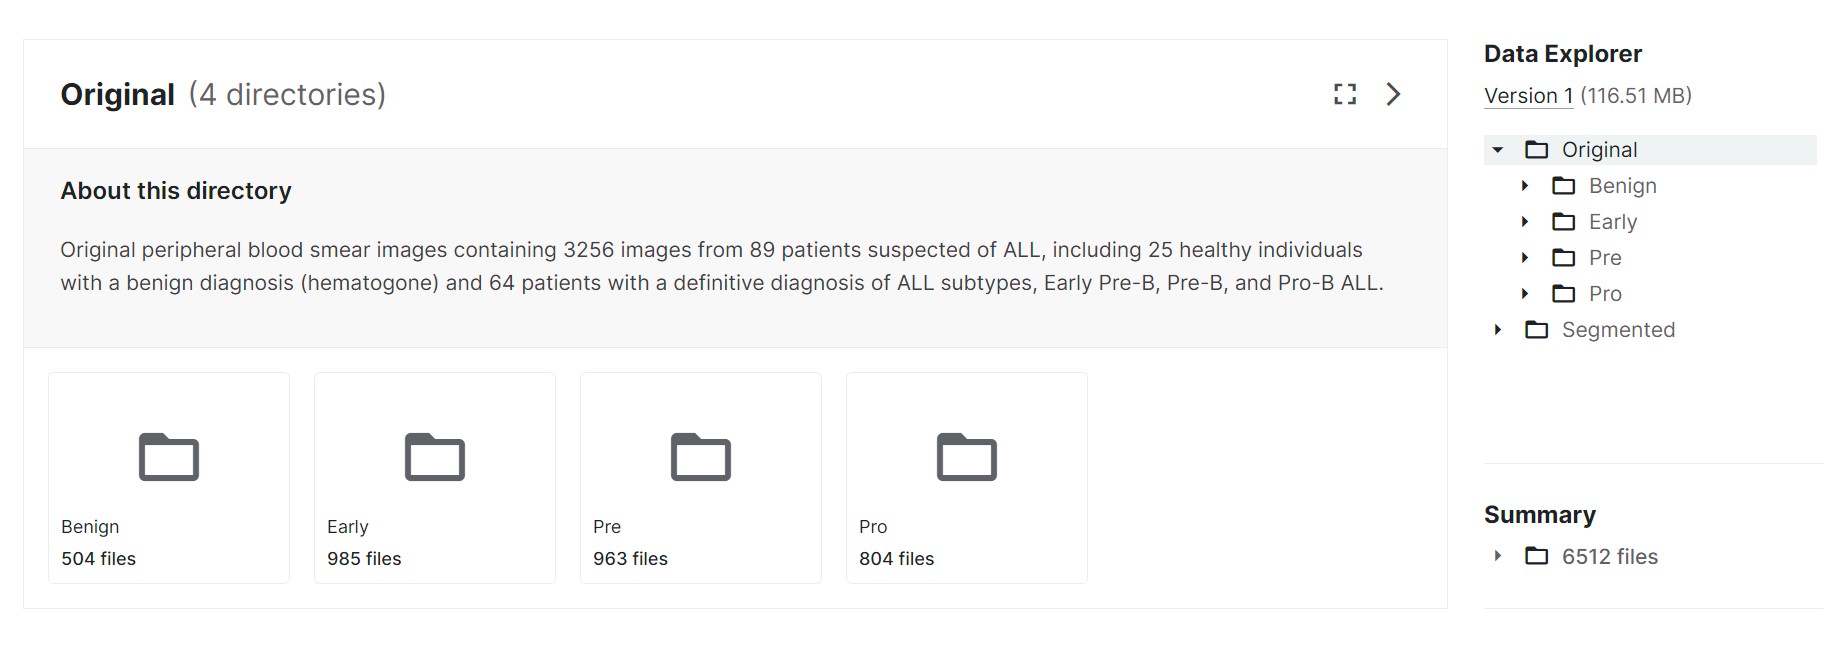 Original (4 directories)
About this directory
Original peripheral blood smear images containing 3256 images from 89 patients suspected of ALL, including 25 healthy individuals
with a benign diagnosis (hematogone) and 64 patients with a definitive diagnosis of ALL subtypes, Early Pre-B, Pre-B, and Pro-B ALL.
Benign
504 files
Early
985 files
Pre
963 files
Pro
804 files
Data Explorer
Version 1 (116.51 MB)
Original
Benign
Early
Pre
Pro
Segmented
Summary
6512 files